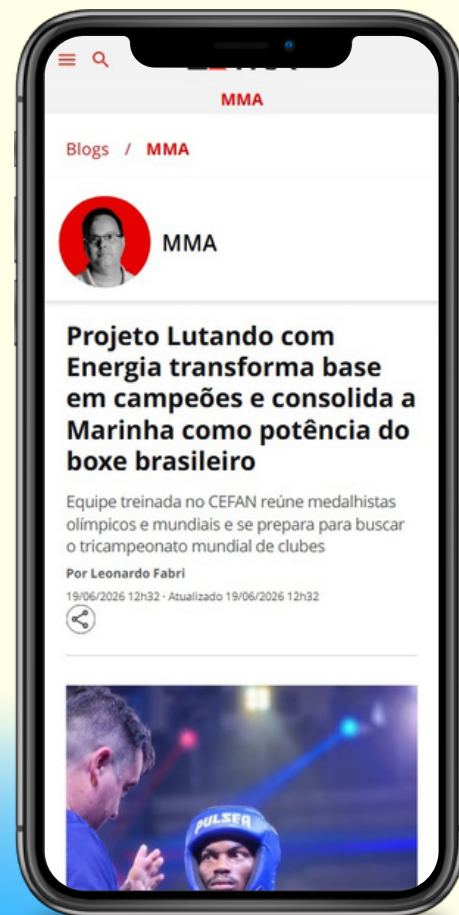 MMA
Blogs / MMA
MMA
Projeto Lutando com
Energia transforma base
em campeões e consolida a
Marinha como potência do
boxe brasileiro
Equipe treinada no CEFAN reúne medalhistas
olímpicos e mundiais e se prepara para buscar
o tricampeonato mundial de clubes
Por Leonardo Fabri
19/06/2026 12h32 · Atualizado 19/06/2026 12h32
PULSER